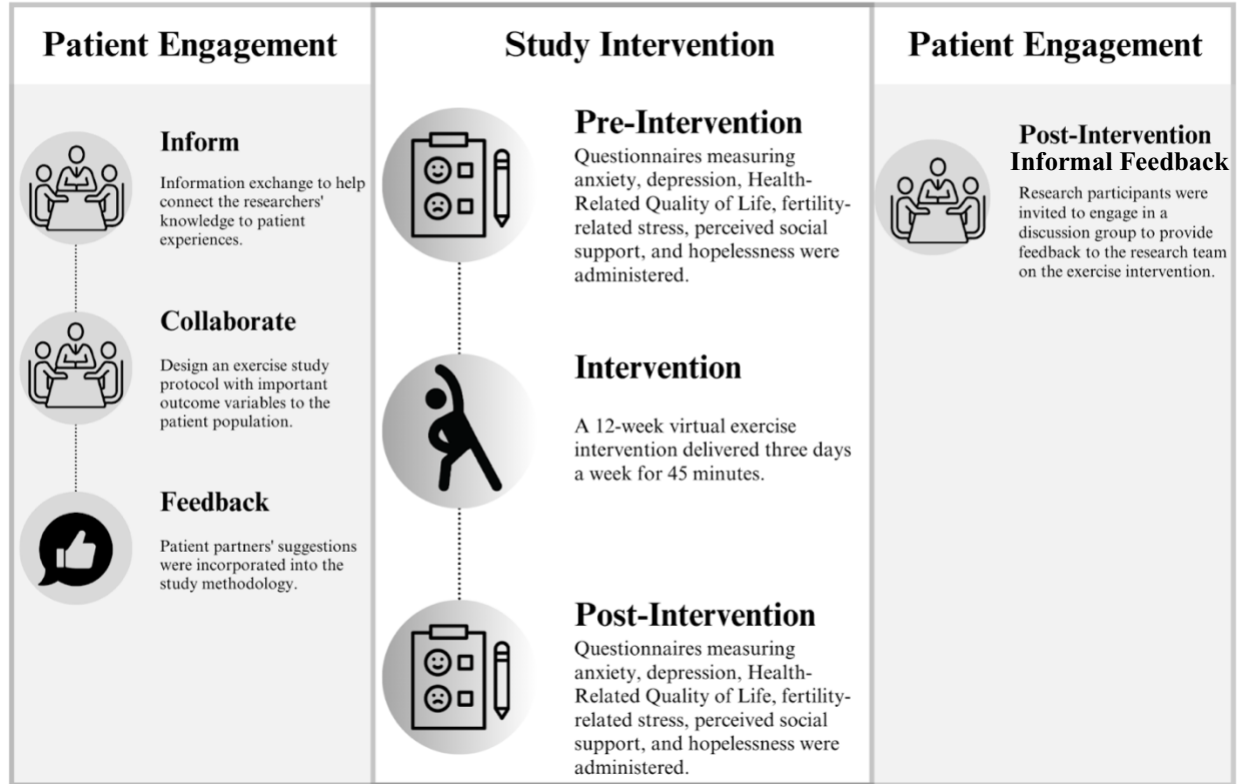 Patient Engagement
Inform
Information exchange to help
connect the researchers'
knowledge to patient
experiences.
Collaborate
Design an exercise study
protocol with important
outcome variables to the
patient population.
Feedback
Patient partners' suggestions
were incorporated into the
study methodology.
Study Intervention
Pre-Intervention
Questionnaires measuring
anxiety, depression, Health-
Related Quality of Life, fertility-
related stress, perceived social
support, and hopelessness were
administered.
Intervention
A 12-week virtual exercise
intervention delivered three days
a week for 45 minutes.
Post-Intervention
Questionnaires measuring
anxiety, depression, Health-
Related Quality of Life, fertility-
related stress, perceived social
support, and hopelessness were
administered.
Patient Engagement
Post-Intervention
Informal Feedback
Research participants were
invited to engage in a
discussion group to provide
feedback to the research team
on the exercise intervention.